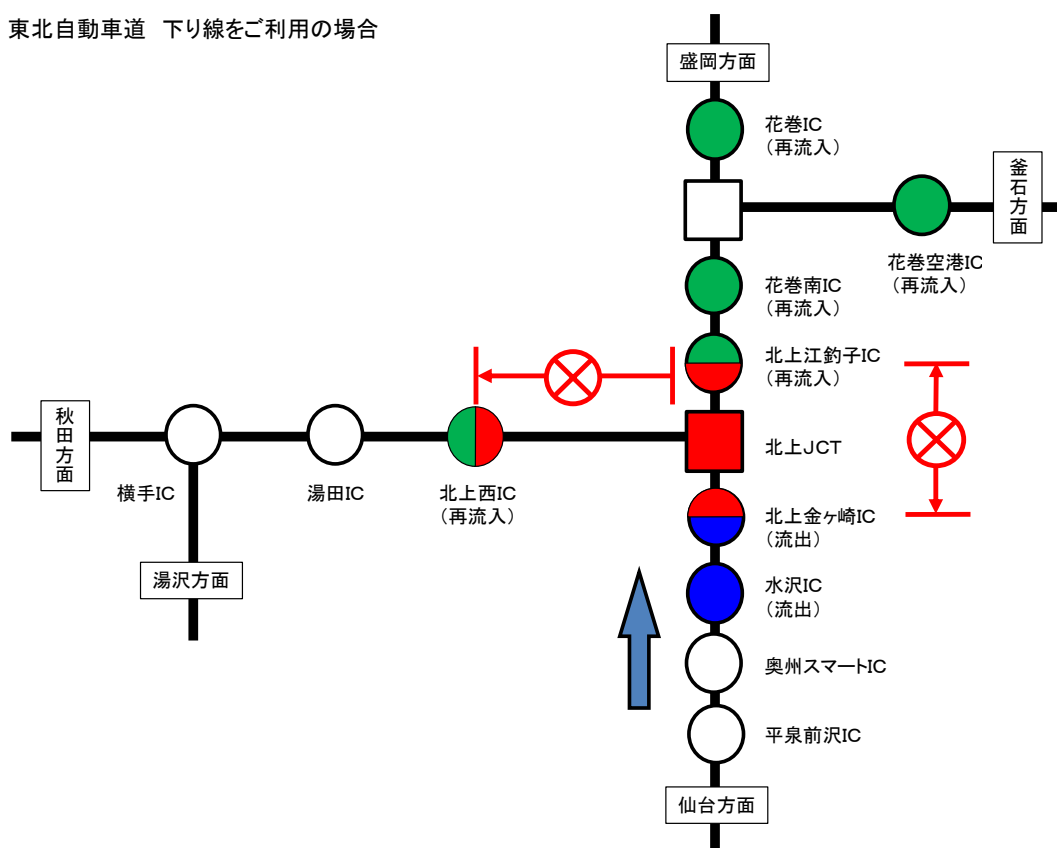 東北自動車道 下り線をご利用の場合
盛岡方面
花巻IC
(再流入)
釜石方面
花巻空港IC
(再流入)
花巻南IC
(再流入)
北上江釣子IC
(再流入)
秋田方面
横手IC
湯田IC
北上西IC
(再流入)
北上JCT
北上金ヶ崎IC
(流出)
湯沢方面
水沢IC
(流出)
奥州スマートIC
平泉前沢IC
仙台方面